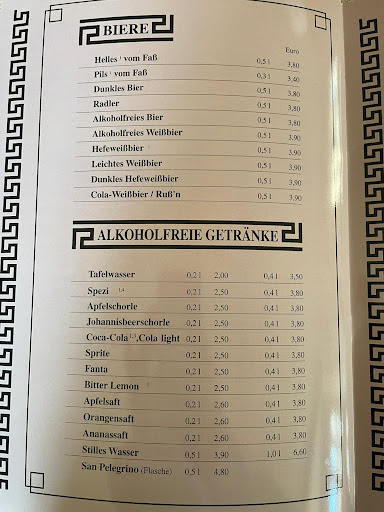 BIERE
Euro
Helles vom Faß 0,5 l 3,80
Pils vom Faß 0,3 l 3,40
Dunkles Bier 0,5 l 3,80
Radler 0,5 l 3,80
Alkoholfreies Bier 0,5 l 3,80
Alkoholfreies Weißbier 0,5 l 3,90
Hefeweißbier 0,5 l 3,90
Leichtes Weißbier 0,5 l 3,90
Dunkles Hefeweißbier 0,5 l 3,90
Cola-Weißbier / Ruß'n 0,5 l 3,90
ALKOHOLFREIE GETRÄNKE
Tafelwasser 0,2 l 2,00 0,4 l 3,50
Spezi 1,4 0,2 l 2,50 0,4 l 3,80
Apfelschorle 0,2 l 2,50 0,4 l 3,80
Johannisbeerschorle 0,2 l 2,50 0,4 l 3,80
Coca-Cola 1,3,Cola light 0,2 l 2,50 0,4 l 3,80
Sprite 0,2 l 2,50 0,4 l 3,80
Fanta 0,2 l 2,50 0,4 l 3,80
Bitter Lemon 0,2 l 2,50 0,4 l 3,80
Apfelsaft 0,2 l 2,60 0,4 l 3,80
Orangensaft 0,2 l 2,60 0,4 l 3,80
Ananassaft 0,2 l 2,60 0,4 l 3,80
Stilles Wasser 0,5 l 3,90 1,0 l 6,60
San Pelegrino (Flasche) 0,5 l 4,80